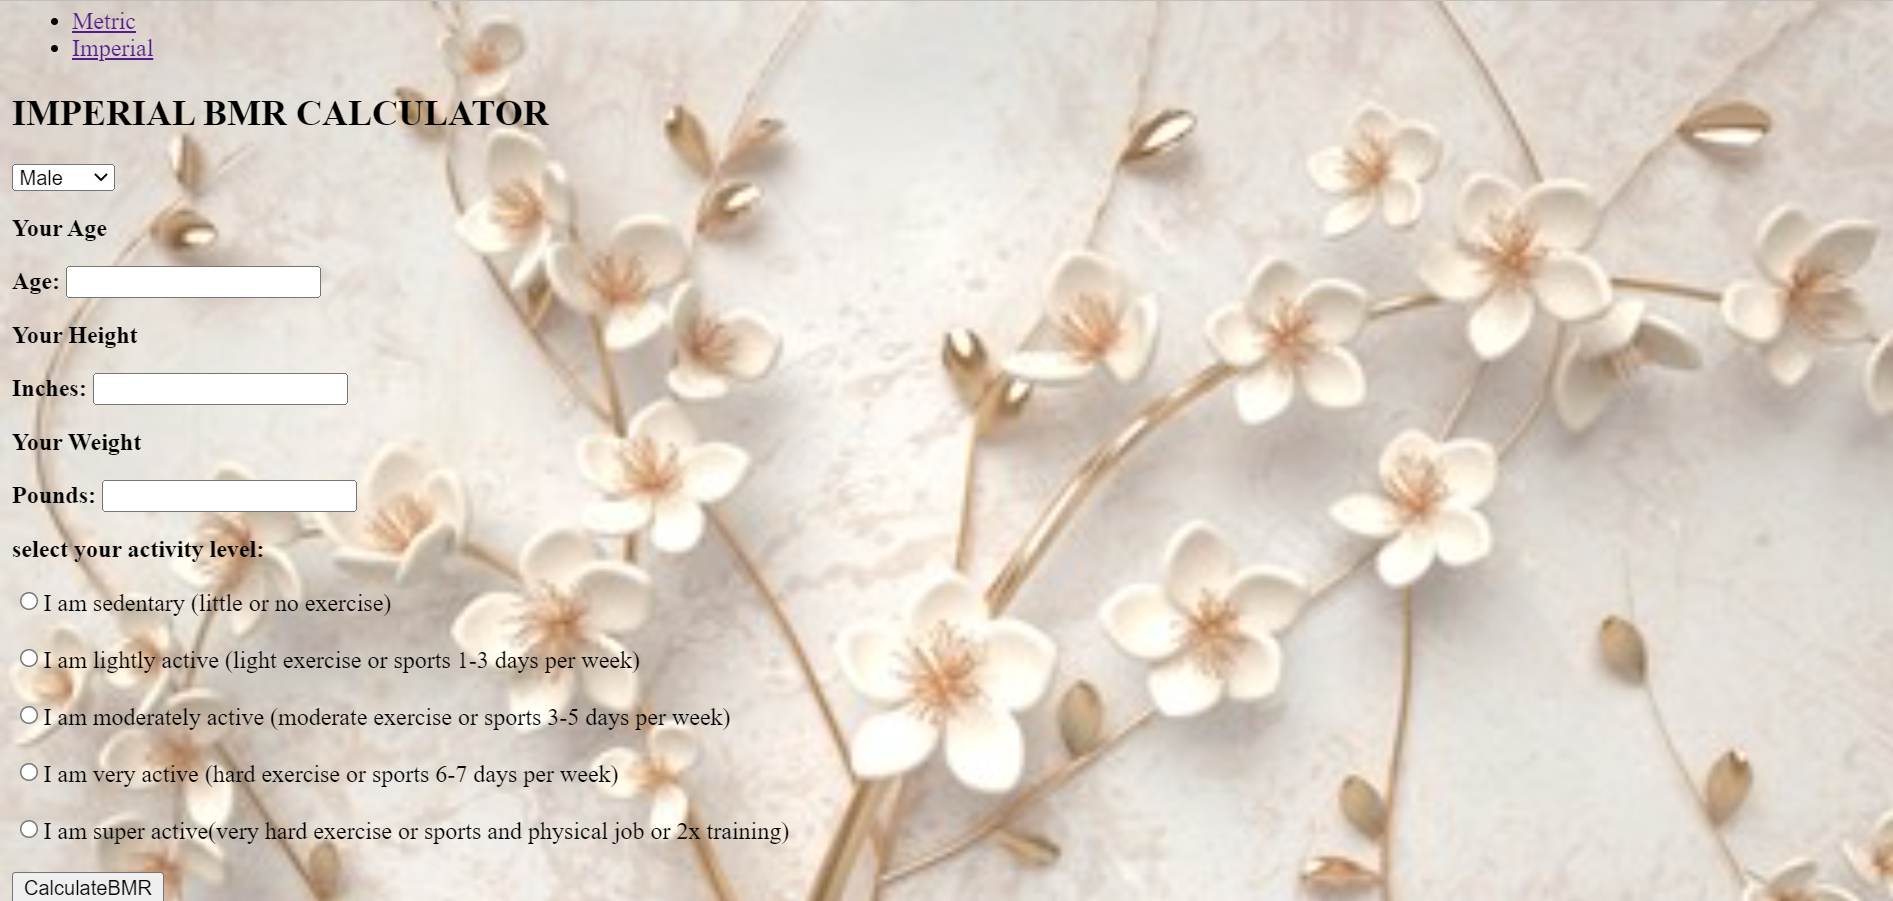 Metric
Imperial
IMPERIAL BMR CALCULATOR
Male
Your Age
Age:
Your Height
Inches:
Your Weight
Pounds:
select your activity level:
I am sedentary (little or no exercise)
I am lightly active (light exercise or sports 1-3 days per week)
I am moderately active (moderate exercise or sports 3-5 days per week)
I am very active (hard exercise or sports 6-7 days per week)
I am super active(very hard exercise or sports and physical job or 2x training)
CalculateBMR